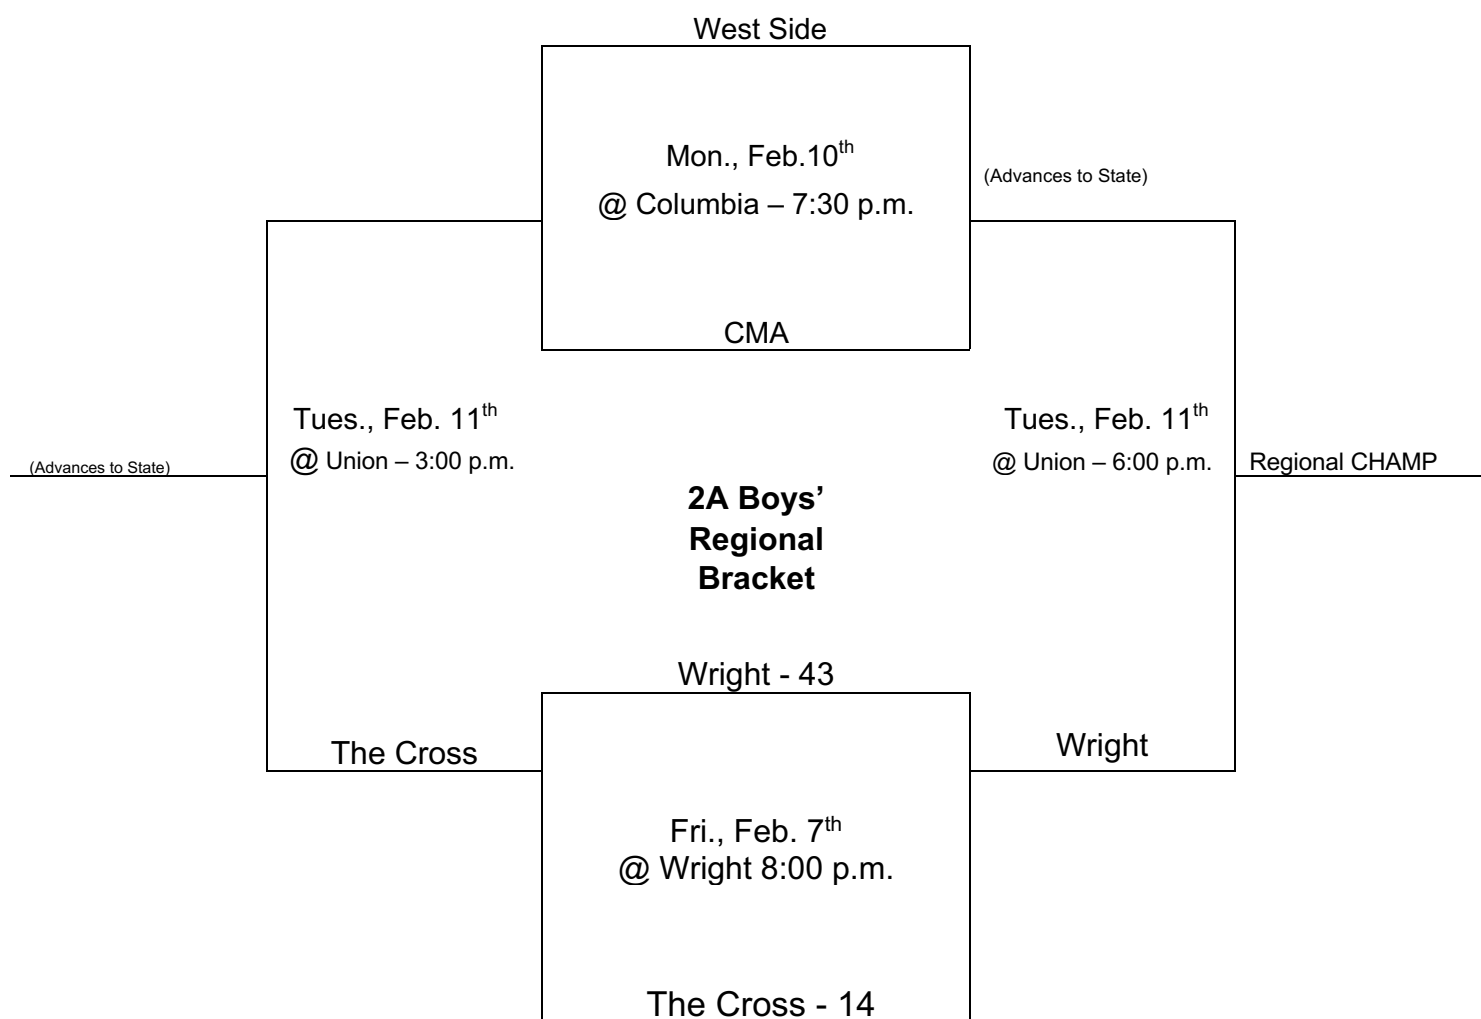 West Side
Mon., Feb.10th
@ Columbia – 7:30 p.m.
(Advances to State)
CMA
Tues., Feb. 11th
@ Union – 3:00 p.m.
(Advances to State)
Tues., Feb. 11th
@ Union – 6:00 p.m.
Regional CHAMP
2A Boys’
Regional
Bracket
Wright - 43
The Cross
Wright
Fri., Feb. 7th
@ Wright 8:00 p.m.
The Cross - 14